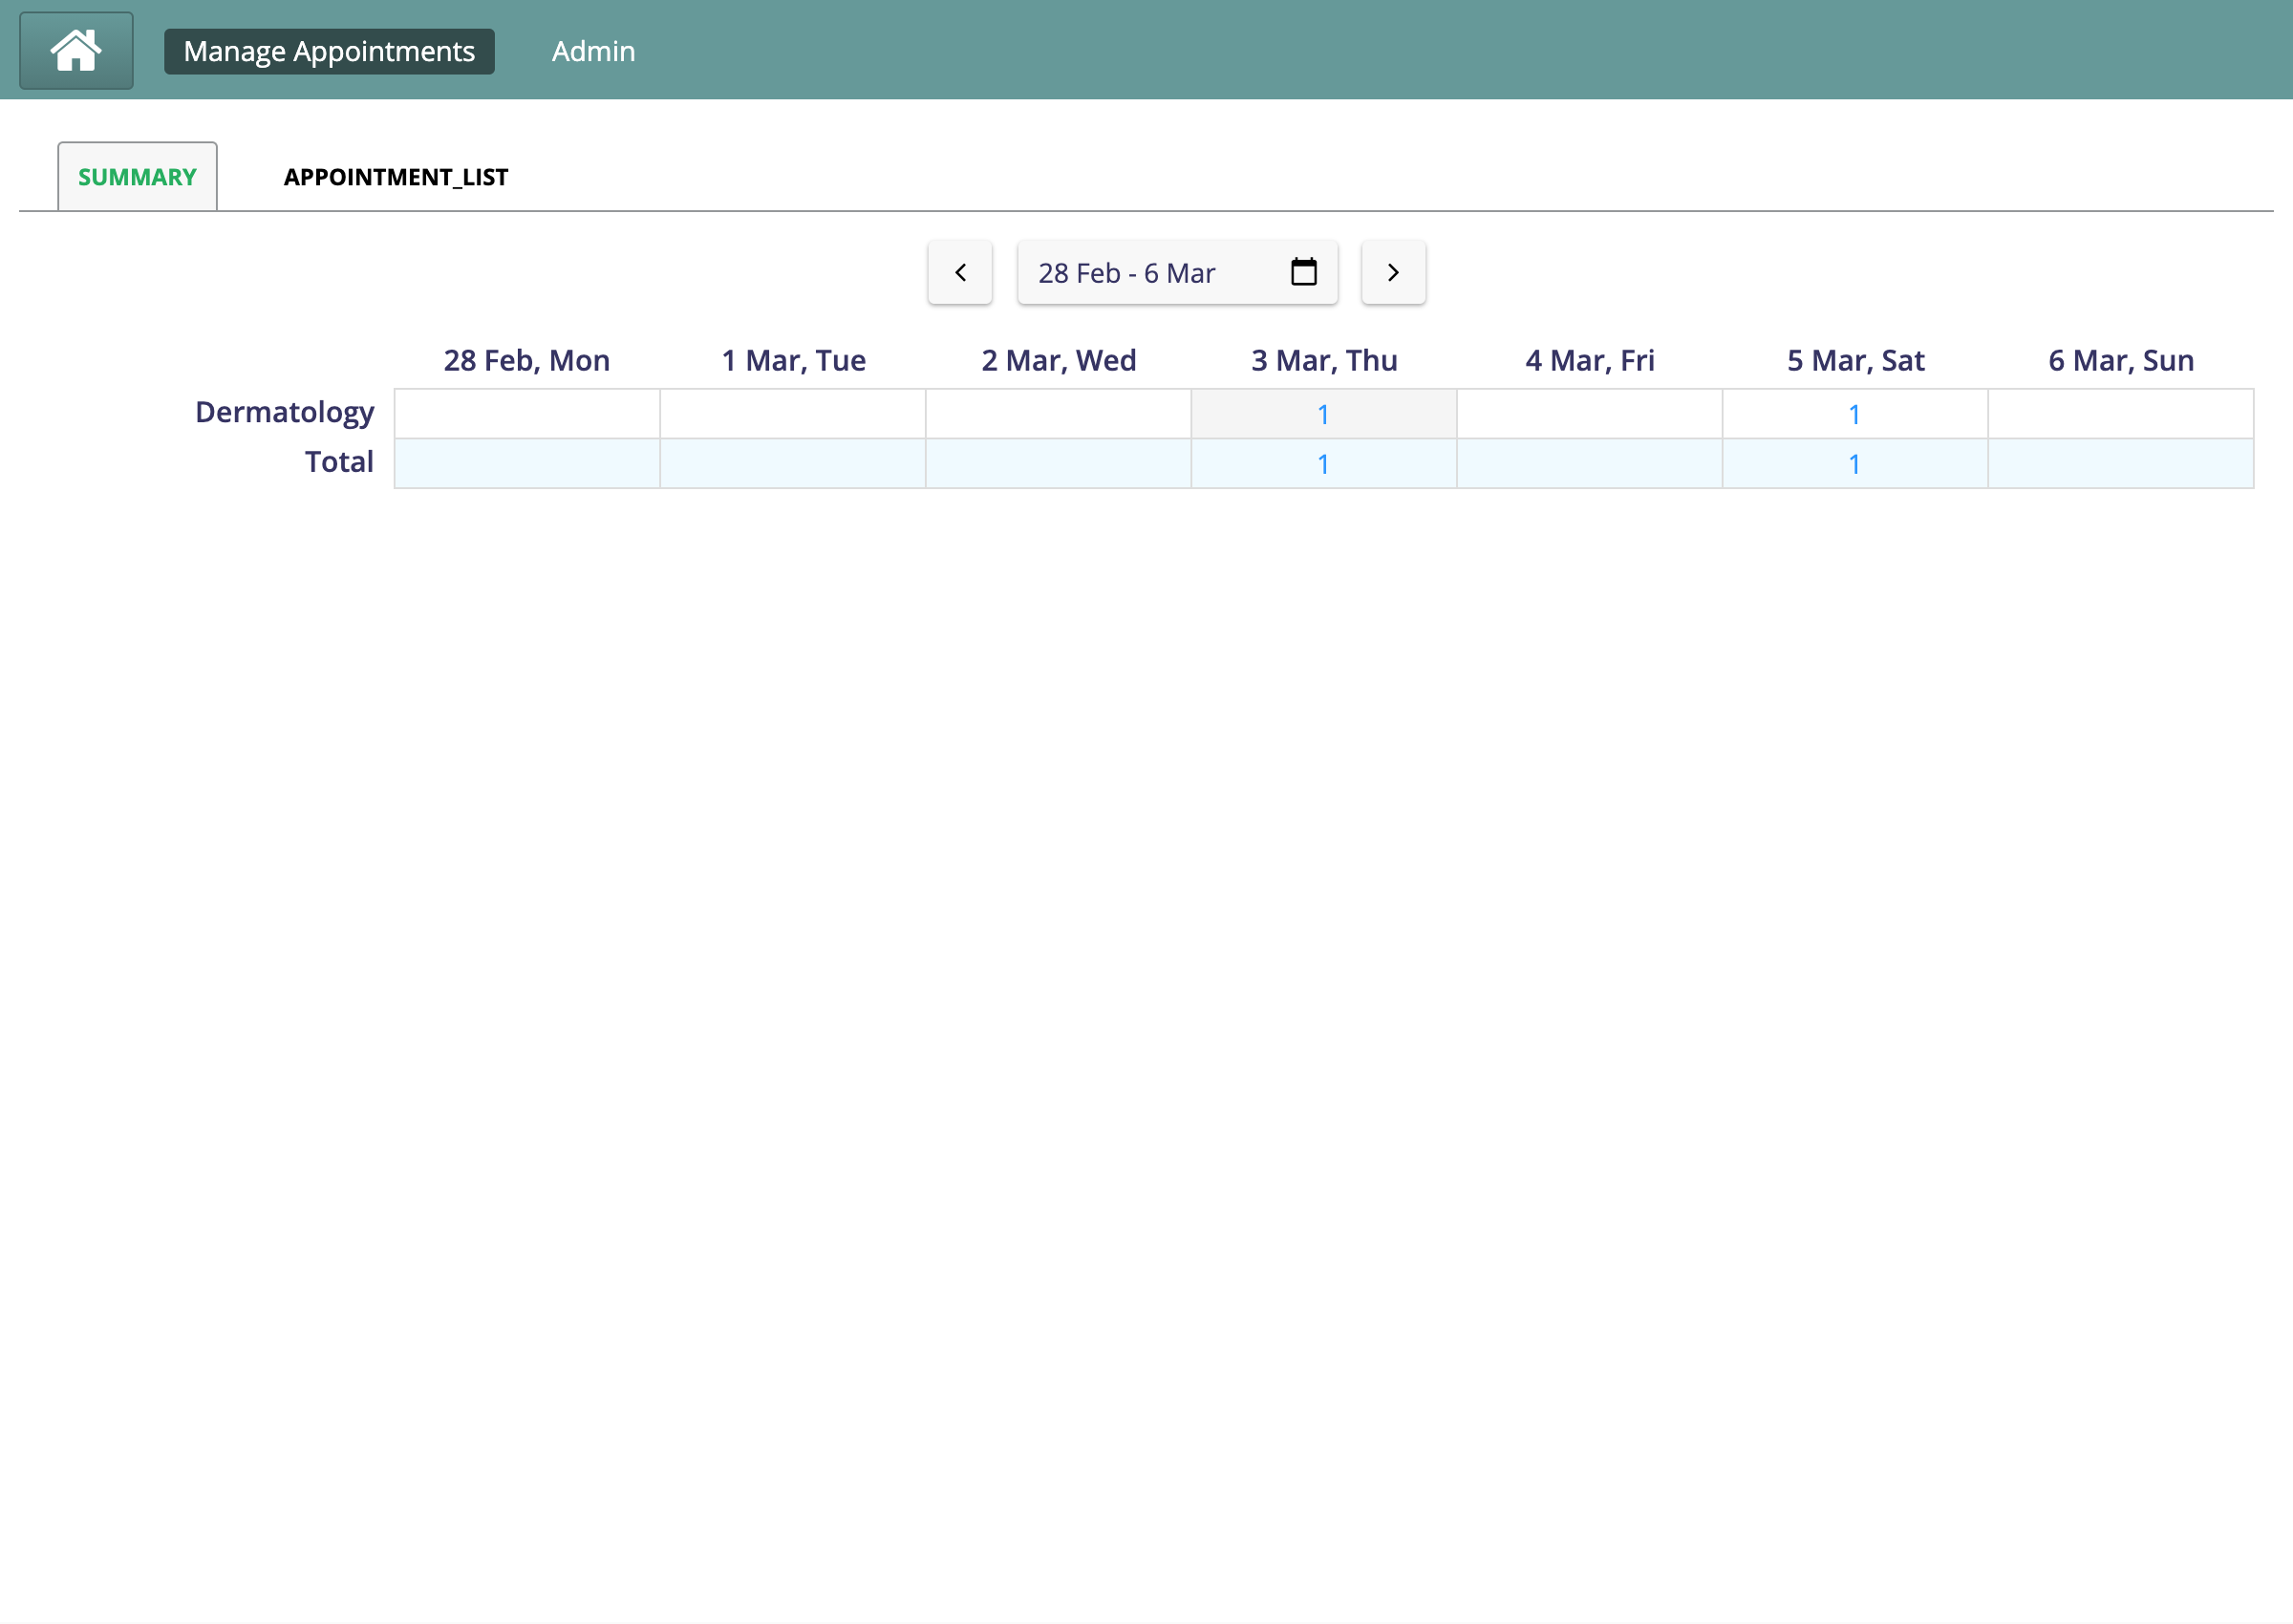 Manage Appointments Admin
SUMMARY APPOINTMENT_LIST
28 Feb - 6 Mar
28 Feb, Mon 1 Mar, Tue 2 Mar, Wed 3 Mar, Thu 4 Mar, Fri 5 Mar, Sat 6 Mar, Sun
Dermatology 1 1
Total 1 1